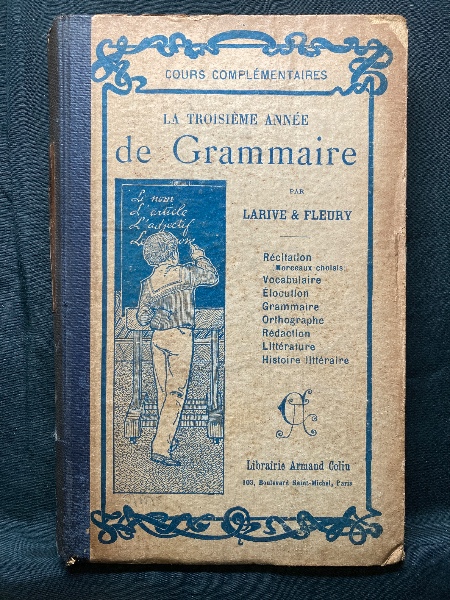 COURS COMPLÉMENTAIRES
LA TROISIÈME ANNÉE
de Grammaire
PAR
LARIVE & FLEURY
Le nom
L'article
L'adjectif
Récitation
Morceaux choisis.
Vocabulaire
Élocution
Grammaire
Orthographe
Rédaction
Littérature
Histoire littéraire
Librairie Armand Colin
103, Boulevard Saint-Michel, Paris